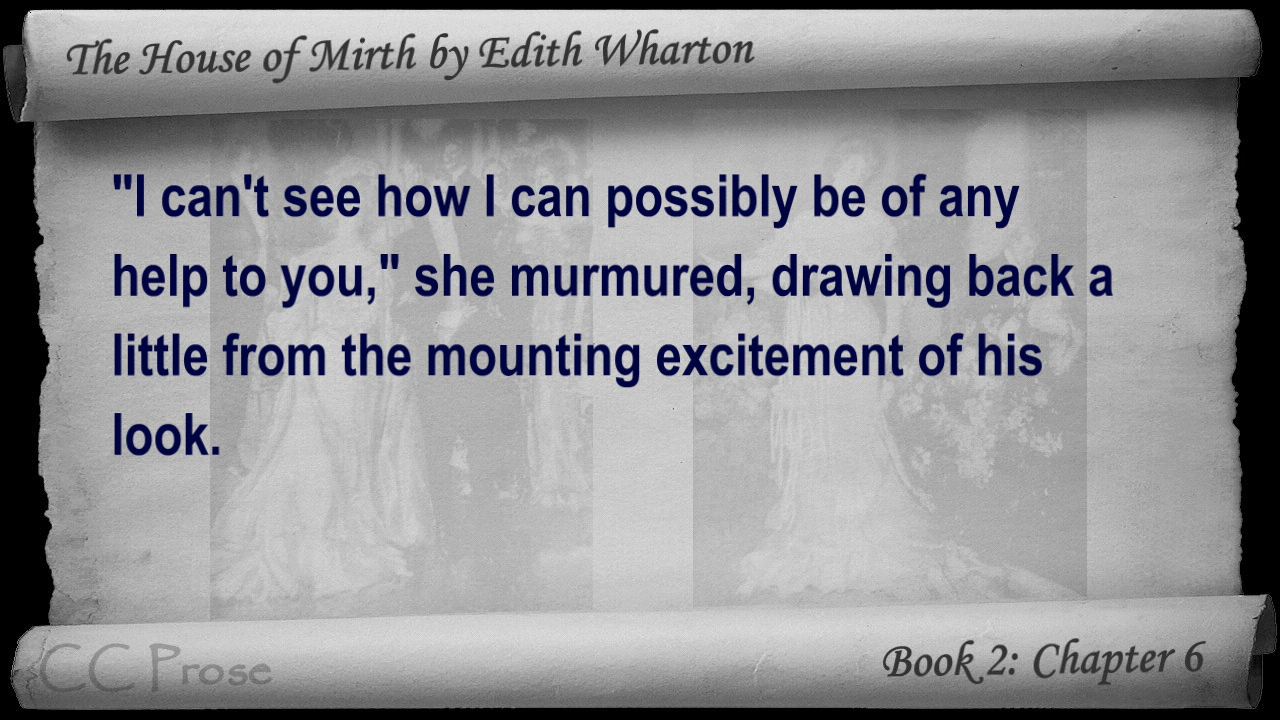 The House of Mirth by Edith Wharton
"I can't see how I can possibly be of any
help to you," she murmured, drawing back a
little from the mounting excitement of his
look.
CC Prose
Book 2: Chapter 6